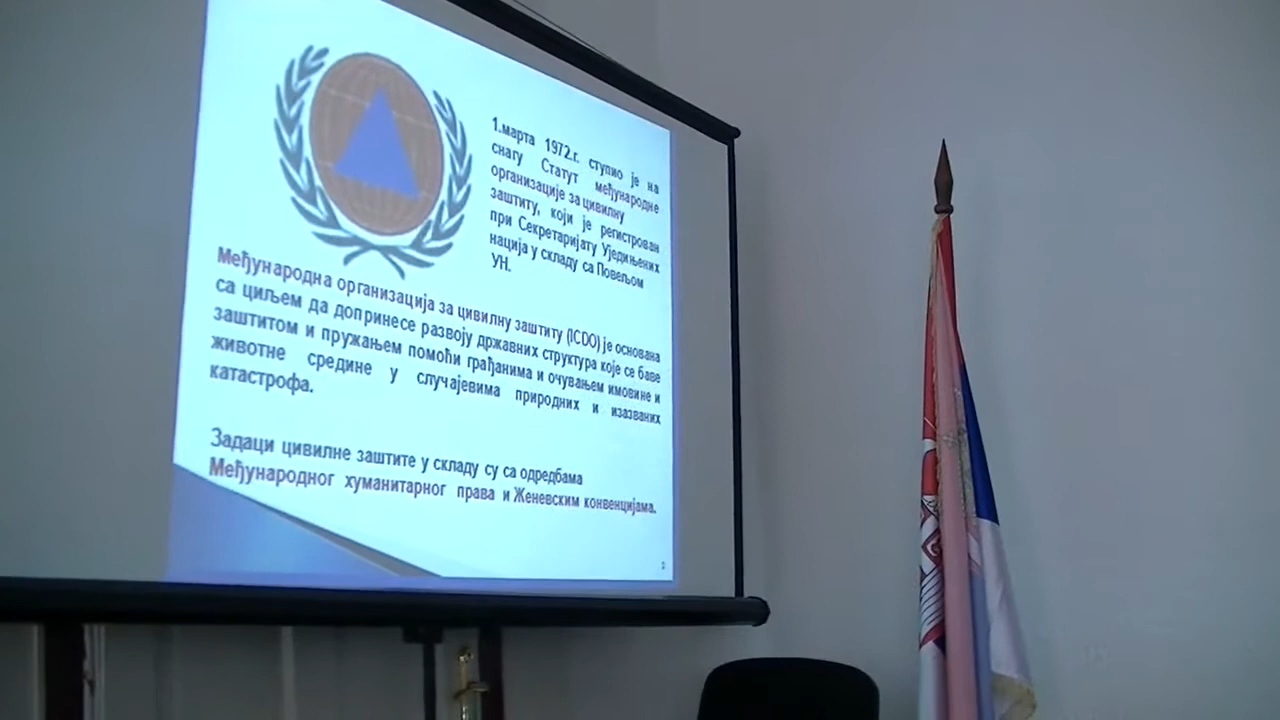 1.марта 1972.г. ступио је на
снагу Статут међународне
организације за цивилну
заштиту, који је регистрован
при Секретаријату Уједињених
нација у складу са Повељом
УН.
Међународна организација за цивилну заштиту (ICDO) је основана
са циљем да допринесе развоју државних структура које се баве
заштитом и пружањем помоћи грађанима и очувањем имовине и
животне средине у случајевима природних и изазваних
катастрофа.
Задаци цивилне заштите у складу су са одредбама
Међународног хуманитарног права и Женевским конвенцијама.